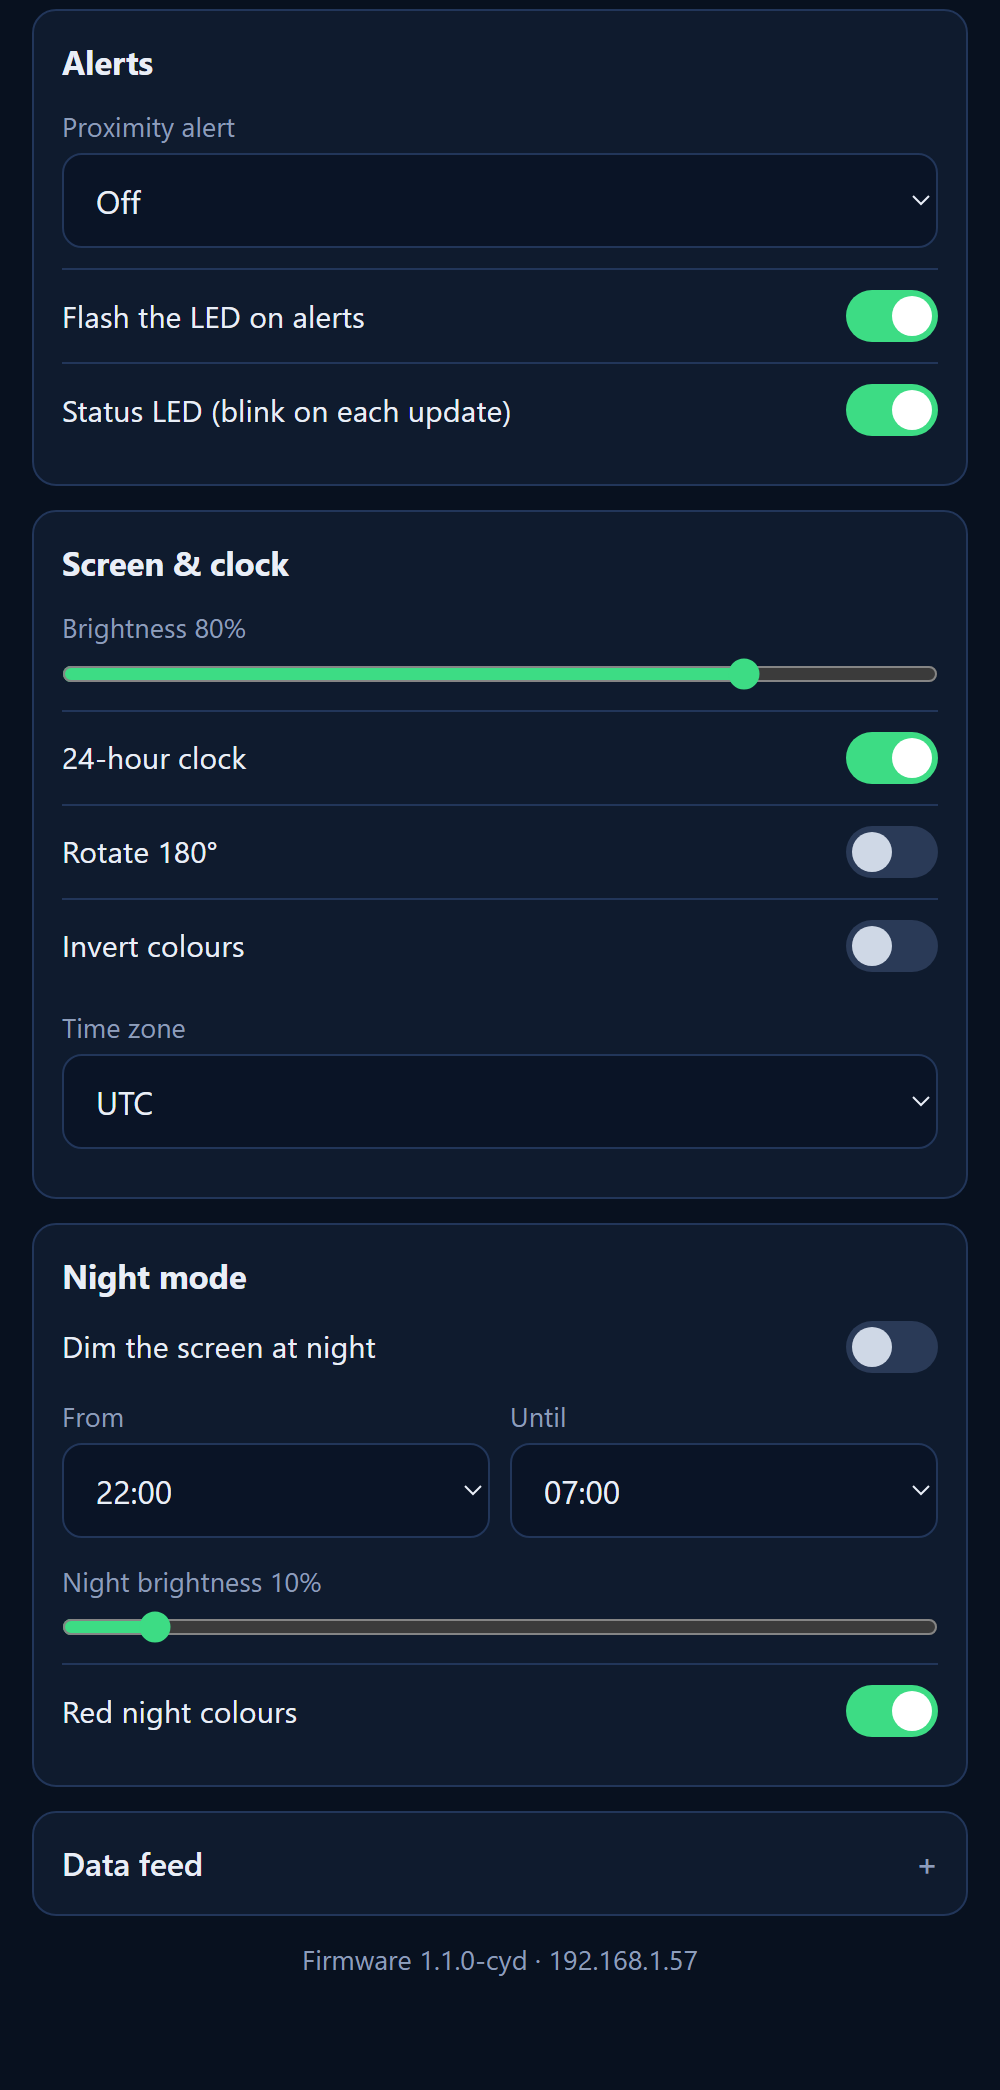 Alerts
Proximity alert
Off
Flash the LED on alerts
Status LED (blink on each update)
Screen & clock
Brightness 80%
24-hour clock
Rotate 180°
Invert colours
Time zone
UTC
Night mode
Dim the screen at night
From Until
22:00 07:00
Night brightness 10%
Red night colours
Data feed +
Firmware 1.1.0-cyd · 192.168.1.57